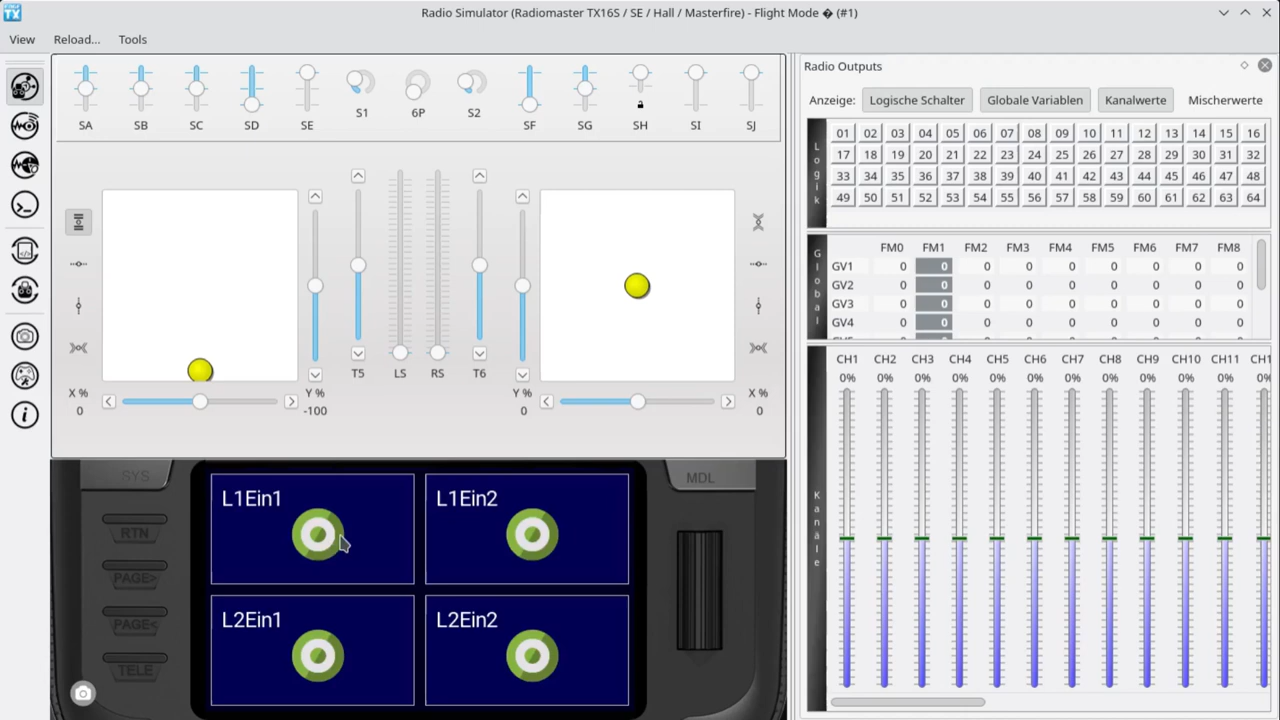 TX
Radio Simulator (Radiomaster TX16S / SE / Hall / Masterfire) - Flight Mode � (#1)
View Reload... Tools
SA SB SC SD SE S1 6P S2 SF SG SH SI SJ
T5 LS RS T6
X %
0
Y %
-100
Y %
0
X %
0
SYS
MDL
RTN
PAGE>
PAGE<
TELE
L1Ein1
L1Ein2
L2Ein1
L2Ein2
Radio Outputs
Anzeige: Logische Schalter Globale Variablen Kanalwerte Mischerwerte
Logik
01 02 03 04 05 06 07 08 09 10 11 12 13 14 15 16
17 18 19 20 21 22 23 24 25 26 27 28 29 30 31 32
33 34 35 36 37 38 39 40 41 42 43 44 45 46 47 48
49 50 51 52 53 54 55 56 57 58 59 60 61 62 63 64
Global
FM0 FM1 FM2 FM3 FM4 FM5 FM6 FM7 FM8
GV1 0 0 0 0 0 0 0 0 0
GV2 0 0 0 0 0 0 0 0 0
GV3 0 0 0 0 0 0 0 0 0
GV4 0 0 0 0 0 0 0 0 0
Kanäle
CH1 CH2 CH3 CH4 CH5 CH6 CH7 CH8 CH9 CH10 CH11 CH1
0% 0% 0% 0% 0% 0% 0% 0% 0% 0% 0% 0%